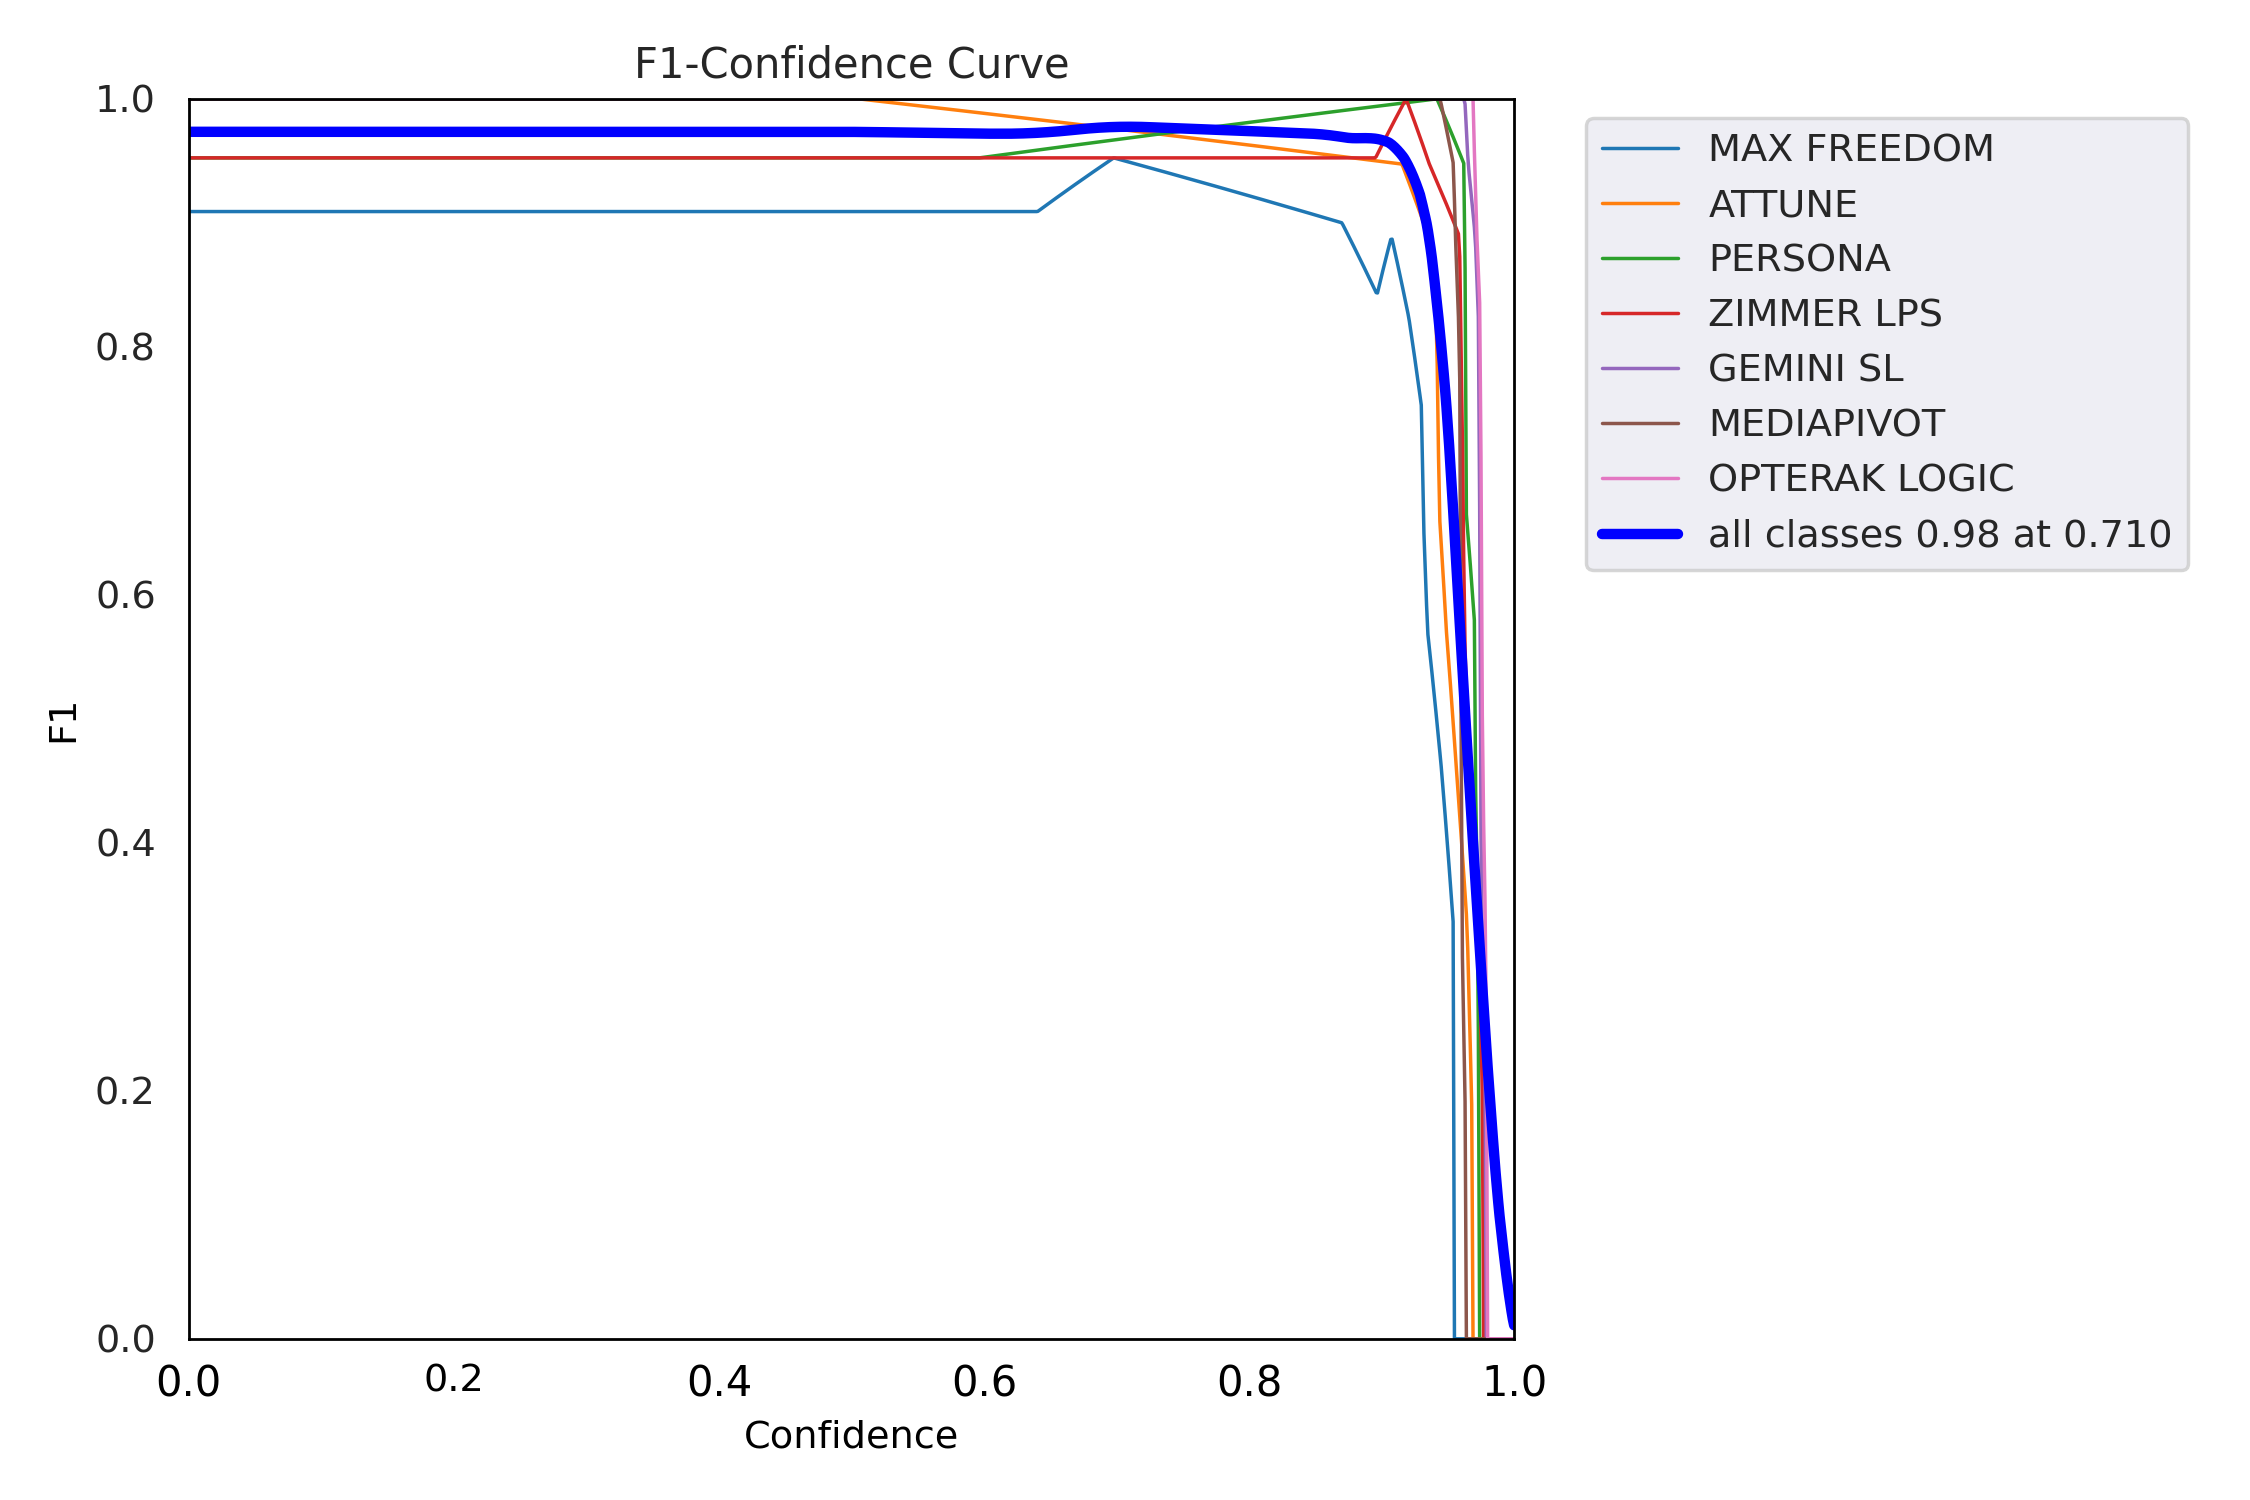 F1-Confidence Curve
1.0
0.8
0.6
0.4
0.2
0.0
F1
0.0 0.2 0.4 0.6 0.8 1.0
Confidence
MAX FREEDOM
ATTUNE
PERSONA
ZIMMER LPS
GEMINI SL
MEDIAPIVOT
OPTERAK LOGIC
all classes 0.98 at 0.710